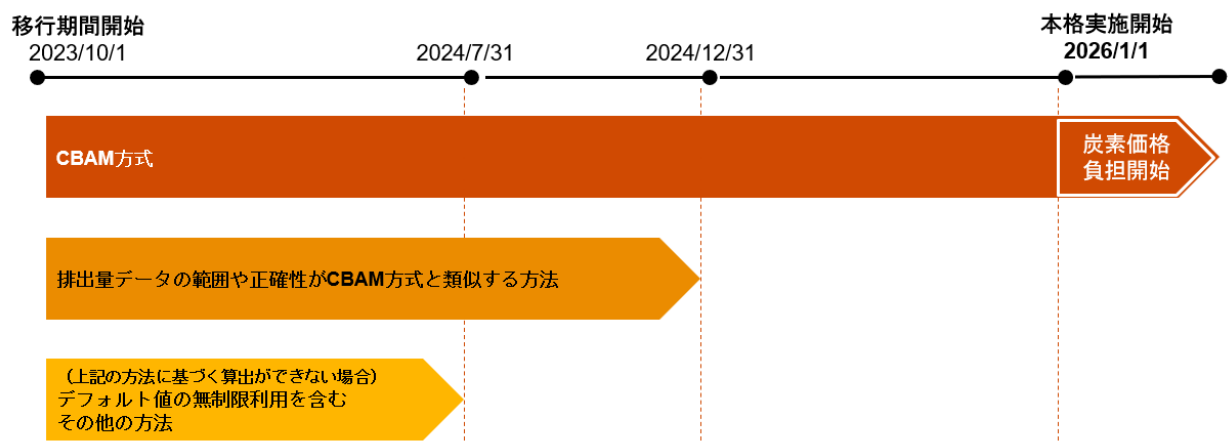 移行期間開始
2023/10/1
2024/7/31
2024/12/31
本格実施開始
2026/1/1
CBAM方式
炭素価格
負担開始
排出量データの範囲や正確性がCBAM方式と類似する方法
（上記の方法に基づく算出ができない場合）
デフォルト値の無制限利用を含む
その他の方法